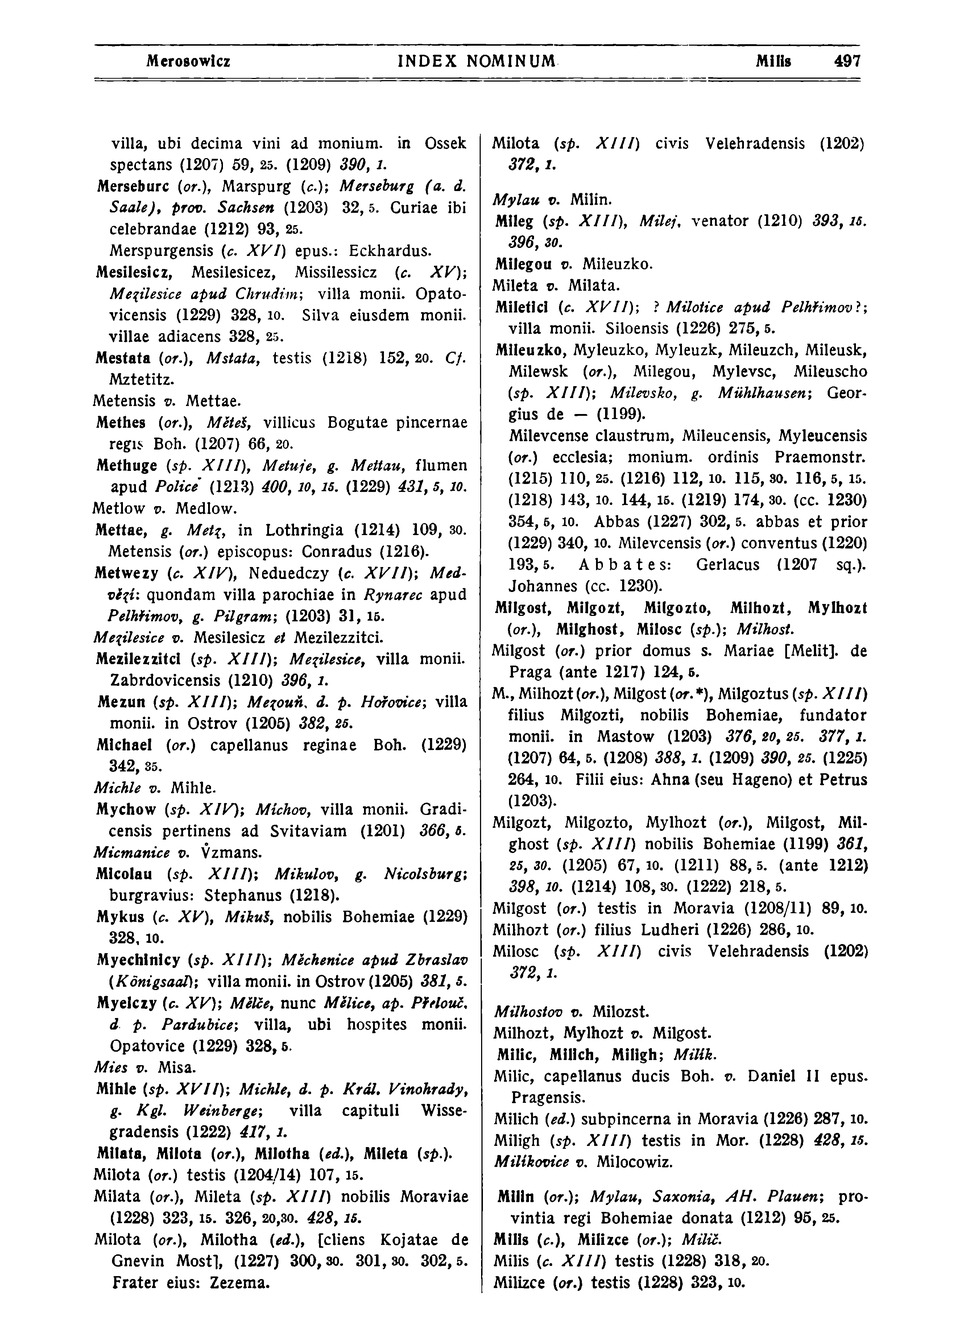 Merosowicz INDEX NOMINUM Milis 497
villa, ubi decima vini ad monium. in Ossek
spectans (1207) 59, 25. (1209) 390, 1.
Merseburc (or.), Marspurg (c.); Merseburg (a. d.
Saale), prov. Sachsen (1203) 32, 5. Curiae ibi
celebrandae (1212) 93, 25.
Merspurgensis (c. XVI) epus.: Eckhardus.
Mesilesicz, Mesilesicez, Missilessicz (c. XV);
Meʒilesice apud Chrudim; villa monii. Opato-
vicensis (1229) 328, 10. Silva eiusdem monii.
villae adiacens 328, 25.
Mestata (or.), Mstata, testis (1218) 152, 20. Cf.
Mztetitz.
Metensis v. Mettae.
Methes (or.), Měteš, villicus Bogutae pincernae
regis Boh. (1207) 66, 20.
Methuge (sp. XIII), Metuje, g. Mettau, flumen
apud Police (1213) 400, 10, 15. (1229) 431, 5, 10.
Metlow v. Medlow.
Mettae, g. Metʒ, in Lothringia (1214) 109, 30.
Metensis (or.) episcopus: Conradus (1216).
Metwezy (c. XIV), Neduedczy (c. XVII); Med-
věʒí: quondam villa parochiae in Rynarec apud
Pelhřimov, g. Pilgram; (1203) 31, 15.
Meʒilesice v. Mesilesicz et Mezilezzitci.
Mezilezzitci (sp. XIII); Meʒilesice, villa monii.
Zabrdovicensis (1210) 396, 1.
Mezun (sp. XIII); Meʒouň, d. p. Hořovice; villa
monii. in Ostrov (1205) 382, 25.
Michael (or.) capellanus reginae Boh. (1229)
342, 35.
Michle v. Mihle.
Mychow (sp. XIV); Míchov, villa monii. Gradi-
censis pertinens ad Svitaviam (1201) 366, 5.
Micmanice v. Vzmans.
Micolau (sp. XIII); Mikulov, g. Nicolsburg;
burgravius: Stephanus (1218).
Mykus (c. XV), Mikuš, nobilis Bohemiae (1229)
328, 10.
Myechinicy (sp. XIII); Měchenice apud Zbraslav
(Königsaal); villa monii. in Ostrov (1205) 381, 5.
Myelczy (c. XV); Mělče, nunc Mělice, ap. Přelouč,
d. p. Pardubice; villa, ubi hospites monii.
Opatovice (1229) 328, 5.
Mies v. Misa.
Mihle (sp. XVII); Michle, d. p. Král. Vinohrady,
g. Kgl. Weinberge; villa capituli Wisse-
gradensis (1222) 417, 1.
Milata, Milota (or.), Milotha (ed.), Mileta (sp.).
Milota (or.) testis (1204/14) 107, 15.
Milata (or.), Mileta (sp. XIII) nobilis Moraviae
(1228) 323, 15. 326, 20,30. 428, 15.
Milota (or.), Milotha (ed.), [cliens Kojatae de
Gnevin Most], (1227) 300, 30. 301, 30. 302, 5.
Frater eius: Zezema.
Milota (sp. XIII) civis Velehradensis (1202)
372, 1.
Mylau v. Milin.
Mileg (sp. XIII), Milej, venator (1210) 393, 15.
396, 30.
Milegou v. Mileuzko.
Mileta v. Milata.
Miletici (c. XVII); ? Milotice apud Pelhřimov?;
villa monii. Siloensis (1226) 275, 5.
Mileuzko, Myleuzko, Myleuzk, Mileuzch, Mileusk,
Milewsk (or.), Milegou, Mylevsc, Mileuscho
(sp. XIII); Milevsko, g. Mühlhausen; Geor-
gius de — (1199).
Milevcense claustrum, Mileucensis, Myleucensis
(or.) ecclesia; monium. ordinis Praemonstr.
(1215) 110, 25. (1216) 112, 10. 115, 30. 116, 5, 15.
(1218) 143, 10. 144, 15. (1219) 174, 30. (cc. 1230)
354, 5, 10. Abbas (1227) 302, 5. abbas et prior
(1229) 340, 10. Milevcensis (or.) conventus (1220)
193, 5. Abbates: Gerlacus (1207 sq.).
Johannes (cc. 1230).
Milgost, Milgozt, Milgozto, Milhozt, Mylhozt
(or.), Milghost, Milosc (sp.); Milhost.
Milgost (or.) prior domus s. Mariae [Melit]. de
Praga (ante 1217) 124, 5.
M., Milhozt (or.), Milgost (or.*), Milgoztus (sp. XIII)
filius Milgozti, nobilis Bohemiae, fundator
monii. in Mastow (1203) 376, 20, 25. 377, 1.
(1207) 64, 5. (1208) 388, 1. (1209) 390, 25. (1225)
264, 10. Filii eius: Ahna (seu Hageno) et Petrus
(1203).
Milgozt, Milgozto, Mylhozt (or.), Milgost, Mil-
ghost (sp. XIII) nobilis Bohemiae (1199) 361,
25, 30. (1205) 67, 10. (1211) 88, 5. (ante 1212)
398, 10. (1214) 108, 30. (1222) 218, 5.
Milgost (or.) testis in Moravia (1208/11) 89, 10.
Milhozt (or.) filius Ludheri (1226) 286, 10.
Milosc (sp. XIII) civis Velehradensis (1202)
372, 1.
Milhostov v. Milozst.
Milhozt, Mylhozt v. Milgost.
Milic, Milich, Miligh; Milík.
Milic, capellanus ducis Boh. v. Daniel II epus.
Pragensis.
Milich (ed.) subpincerna in Moravia (1226) 287, 10.
Miligh (sp. XIII) testis in Mor. (1228) 428, 15.
Milíkovice v. Milocowiz.
Milin (or.); Mylau, Saxonia, AH. Plauen; pro-
vintia regi Bohemiae donata (1212) 95, 25.
Milis (c.), Milizce (or.); Milič.
Milis (c. XIII) testis (1228) 318, 20.
Milizce (or.) testis (1228) 323, 10.